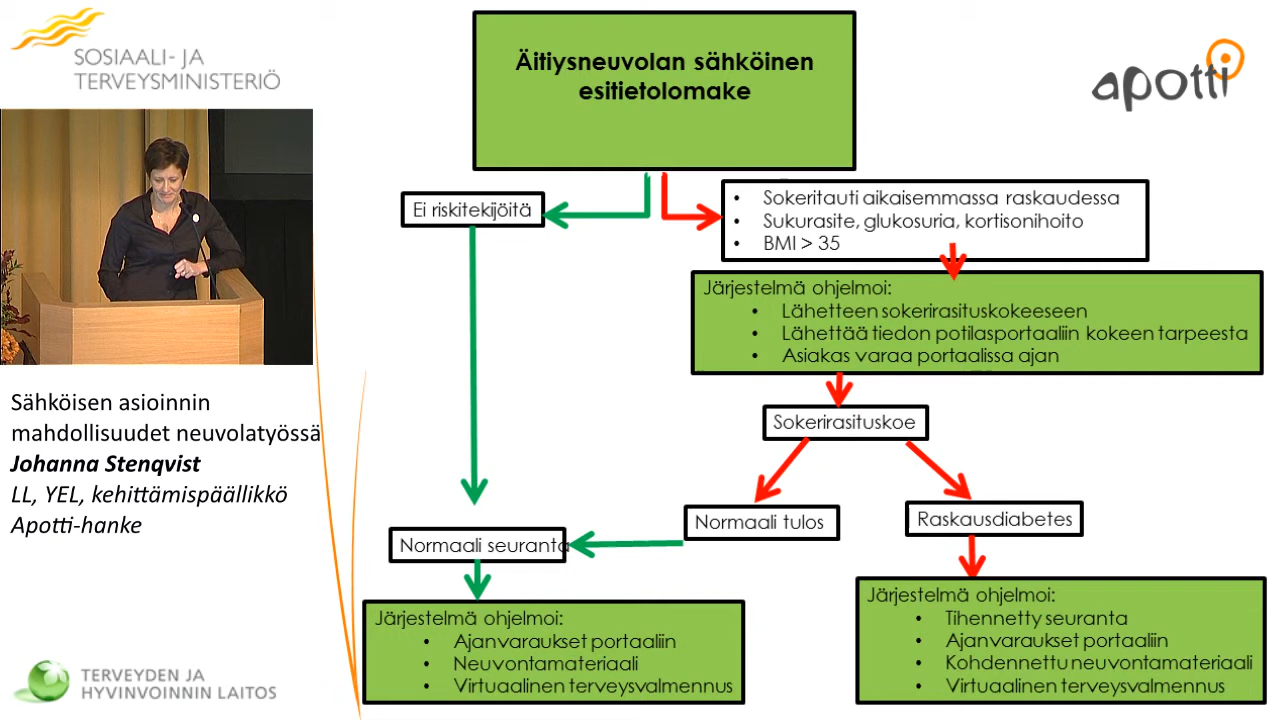 SOSIAALI- JA
TERVEYSMINISTERIÖ
Äitiysneuvolan sähköinen
esitietolomake
apotti
Ei riskitekijöitä
• Sokeritauti aikaisemmassa raskaudessa
• Sukurasite, glukosuria, kortisonihoito
• BMI > 35
Järjestelmä ohjelmoi:
• Lähetteen sokerirasituskokeeseen
• Lähettää tiedon potilasportaaliin kokeen tarpeesta
• Asiakas varaa portaalissa ajan
Sokerirasituskoe
Normaali tulos
Raskausdiabetes
Normaali seuranta
Järjestelmä ohjelmoi:
• Ajanvaraukset portaaliin
• Neuvontamateriaali
• Virtuaalinen terveysvalmennus
Järjestelmä ohjelmoi:
• Tihennetty seuranta
• Ajanvaraukset portaaliin
• Kohdennettu neuvontamateriaali
• Virtuaalinen terveysvalmennus
Sähköisen asioinnin
mahdollisuudet neuvolatyössä
Johanna Stenqvist
LL, YEL, kehittämispäällikkö
Apotti-hanke
TERVEYDEN JA
HYVINVOINNIN LAITOS